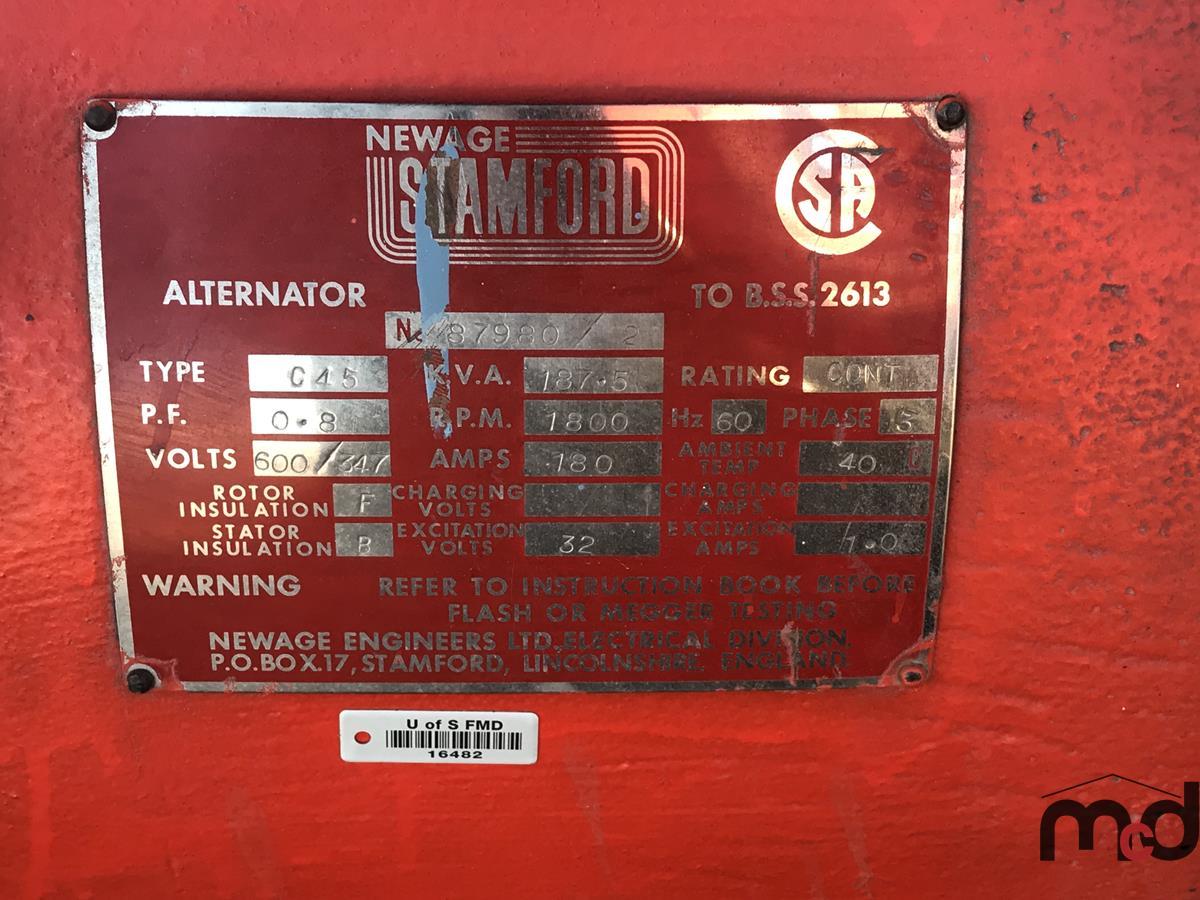 NEWAGE
STAMFORD
CSA
ALTERNATOR TO B.S.S. 2613
No 87980/2
TYPE C45 K.V.A. 187.5 RATING CONT
P.F. 0.8 R.P.M. 1800 Hz 60 PHASE 3
VOLTS 600/347 AMPS 180 AMBIENT TEMP 40 C
ROTOR INSULATION F CHARGING VOLTS / CHARGING AMPS /
STATOR INSULATION B EXCITATION VOLTS 32 EXCITATION AMPS 1.0
WARNING REFER TO INSTRUCTION BOOK BEFORE
FLASH OR MEGGER TESTING
NEWAGE ENGINEERS LTD. ELECTRICAL DIVISION.
P.O. BOX.17, STAMFORD, LINCOLNSHIRE. ENGLAND.
U of S FMD
16482
mcd